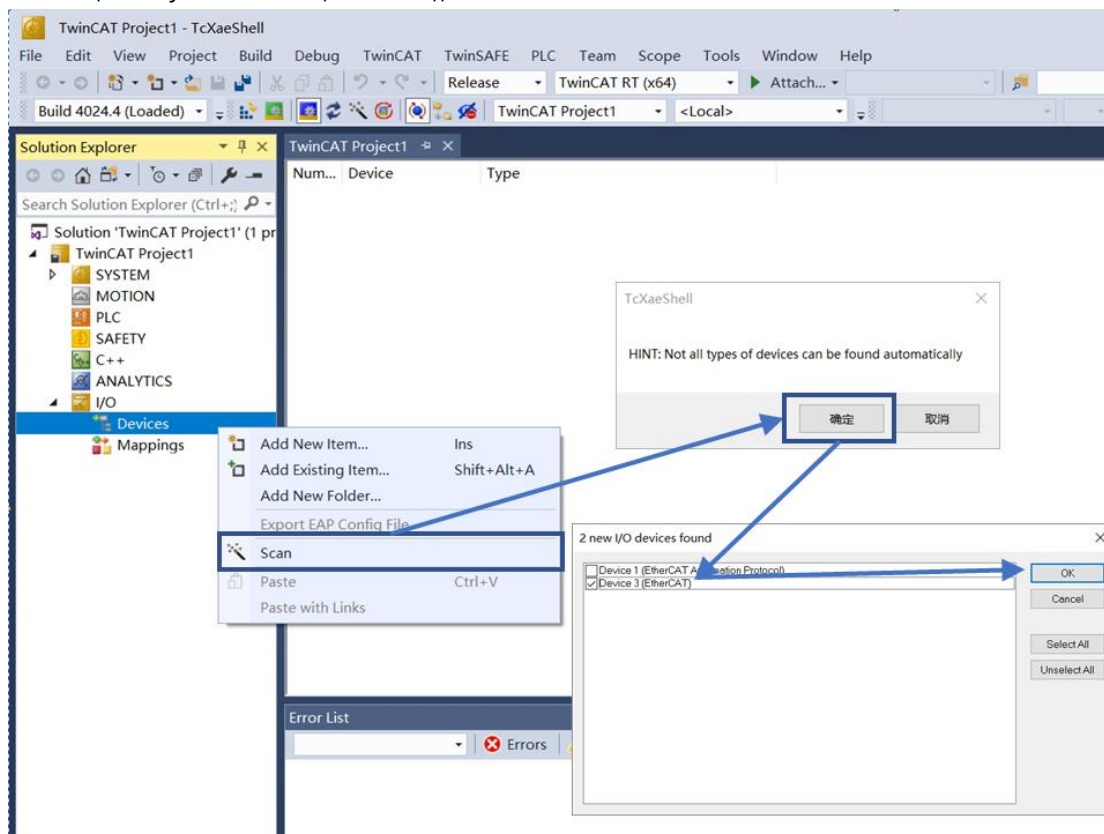 TwinCAT Project1 - TcXaeShell
File Edit View Project Build Debug TwinCAT TwinSAFE PLC Team Scope Tools Window Help
Release TwinCAT RT (x64) Attach...
Build 4024.4 (Loaded) TwinCAT Project1 <Local>
Solution Explorer
Search Solution Explorer (Ctrl+;)
Solution 'TwinCAT Project1' (1 pr
TwinCAT Project1
SYSTEM
MOTION
PLC
SAFETY
C++
ANALYTICS
I/O
Devices
Mappings
TwinCAT Project1
Num... Device Type
Add New Item... Ins
Add Existing Item... Shift+Alt+A
Add New Folder...
Export EAP Config File
Scan
Paste Ctrl+V
Paste with Links
TcXaeShell
HINT: Not all types of devices can be found automatically
确定 取消
2 new I/O devices found
Device 1 (EtherCAT Protocol)
Device 3 (EtherCAT)
OK
Cancel
Select All
Unselect All
Error List
Errors